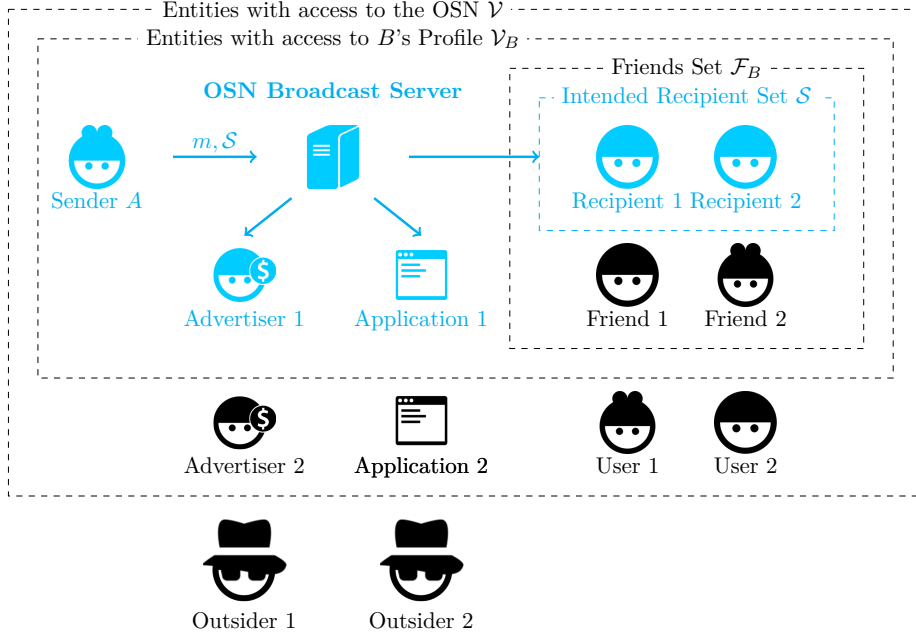 Entities with access to the OSN 𝒱
Entities with access to B's Profile 𝒱_B
Friends Set ℱ_B
OSN Broadcast Server
Intended Recipient Set 𝒮
m, 𝒮
Sender A
Recipient 1 Recipient 2
$
Advertiser 1
Application 1
Friend 1
Friend 2
$
Advertiser 2
Application 2
User 1
User 2
Outsider 1
Outsider 2